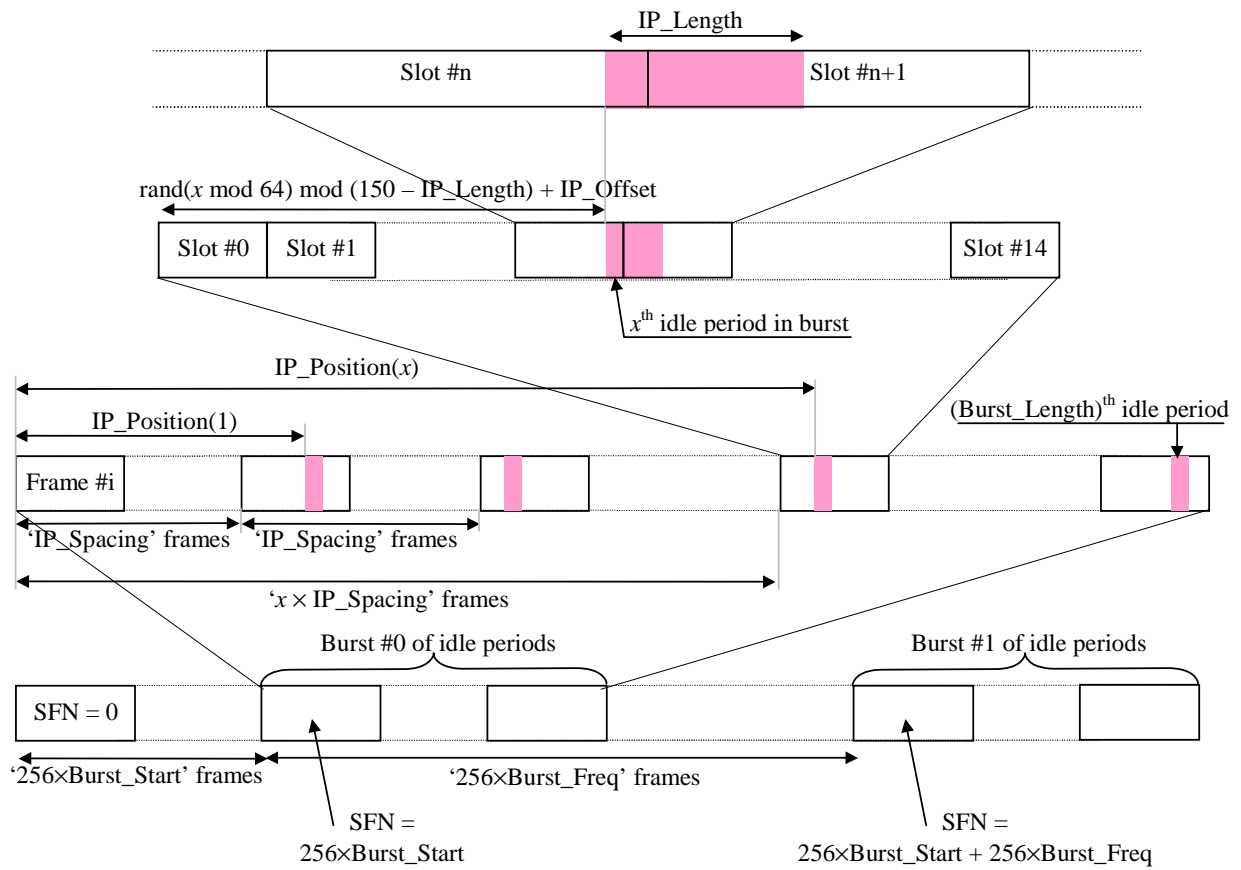 IP_Length
Slot #n
Slot #n+1
rand(x mod 64) mod (150 – IP_Length) + IP_Offset
Slot #0
Slot #1
Slot #14
xth idle period in burst
IP_Position(x)
(Burst_Length)th idle period
IP_Position(1)
Frame #i
‘IP_Spacing’ frames
‘IP_Spacing’ frames
‘x × IP_Spacing’ frames
Burst #0 of idle periods
Burst #1 of idle periods
SFN = 0
‘256×Burst_Start’ frames
‘256×Burst_Freq’ frames
SFN =
256×Burst_Start
SFN =
256×Burst_Start + 256×Burst_Freq